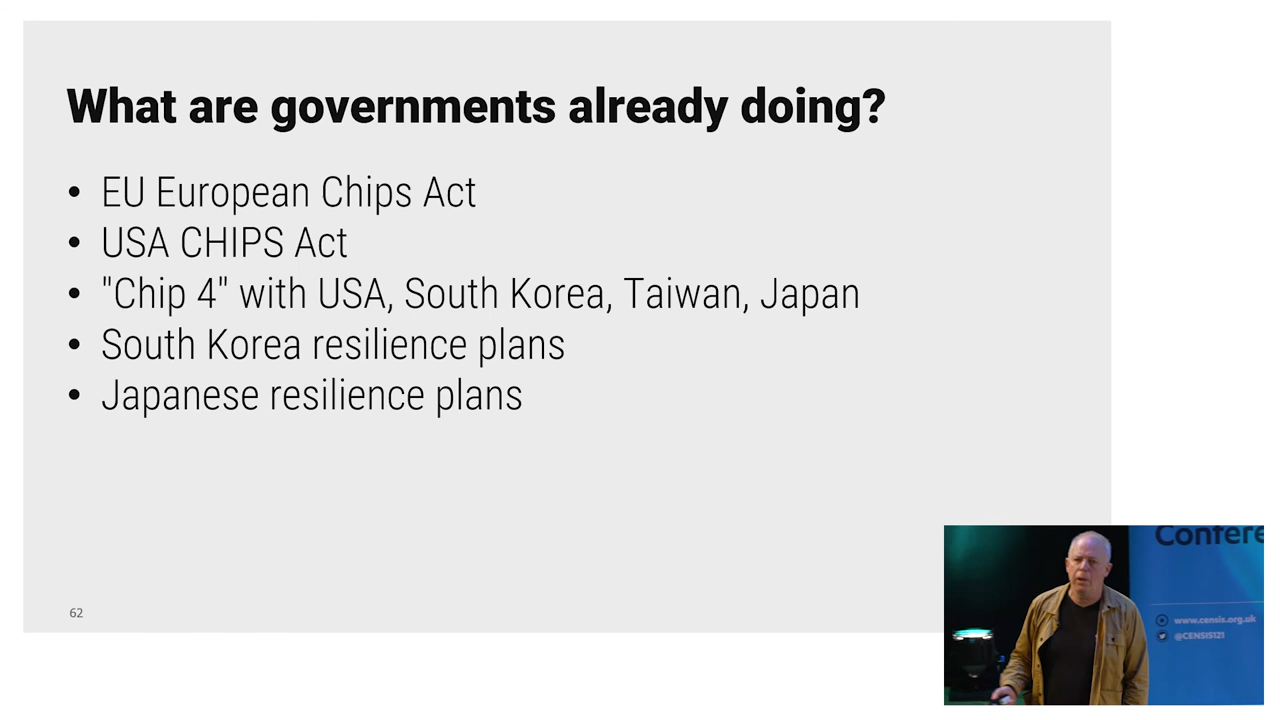 What are governments already doing?
• EU European Chips Act
• USA CHIPS Act
• "Chip 4" with USA, South Korea, Taiwan, Japan
• South Korea resilience plans
• Japanese resilience plans
62
Confere
www.censis.org.uk
@CENSIS121